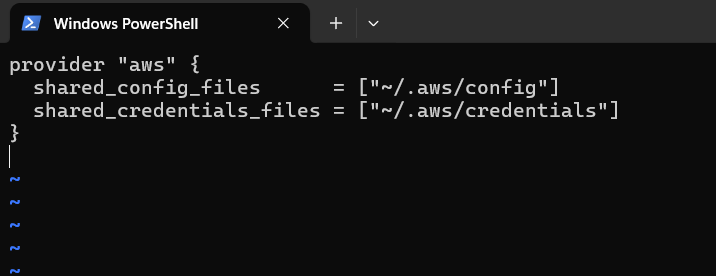 Windows PowerShell
provider "aws" {
  shared_config_files      = ["~/.aws/config"]
  shared_credentials_files = ["~/.aws/credentials"]
}
~
~
~
~
~